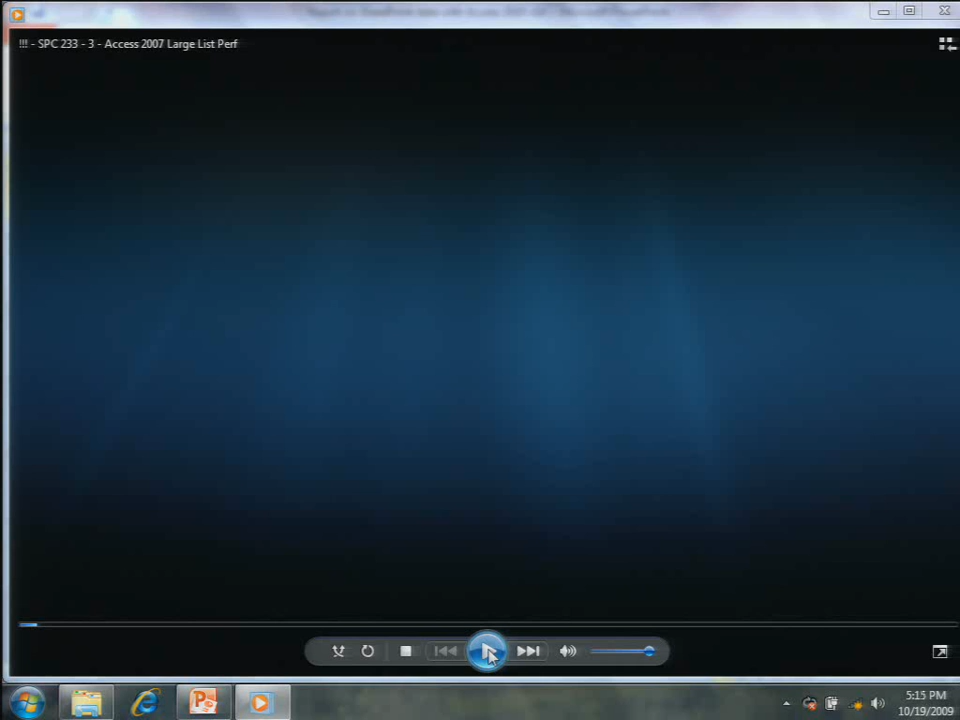 !!! - SPC 233 - 3 - Access 2007 Large List Perf
5:15 PM
10/19/2009